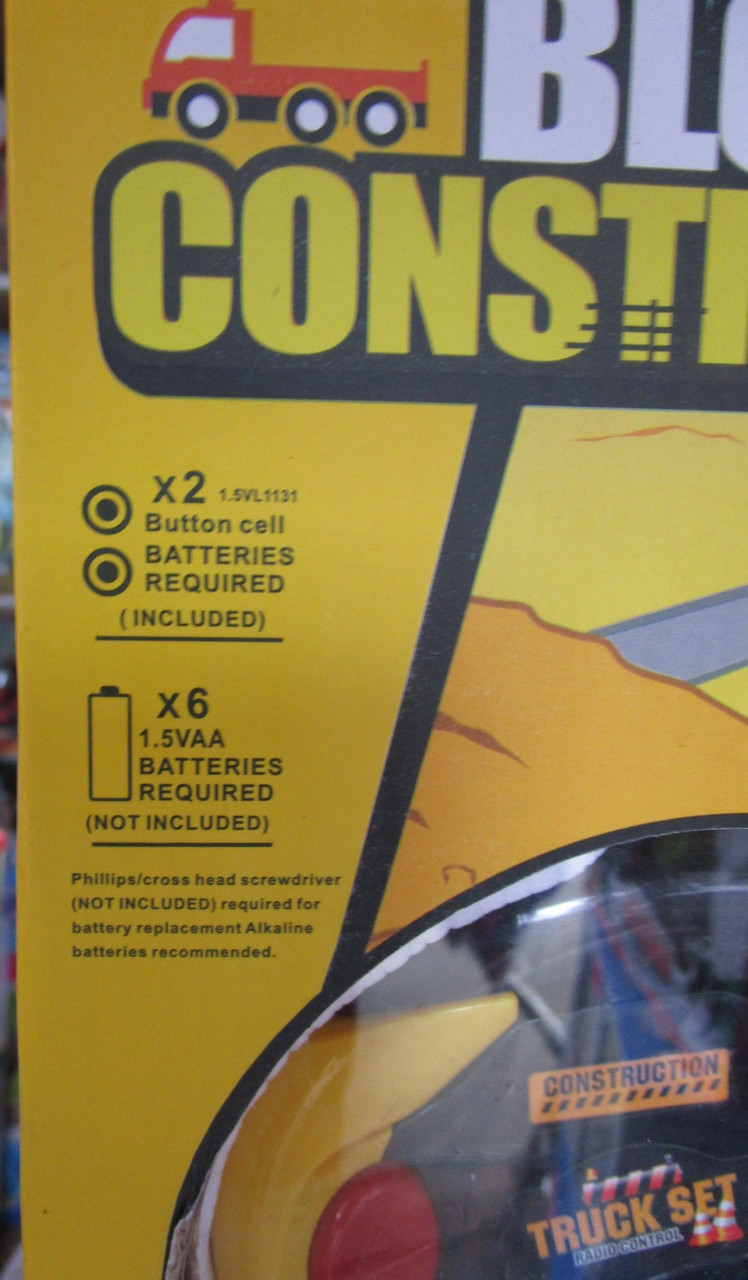 BLO
CONST
X2 1.5VL1131
Button cell
BATTERIES
REQUIRED
( INCLUDED)
X6
1.5VAA
BATTERIES
REQUIRED
(NOT INCLUDED)
Phillips/cross head screwdriver
(NOT INCLUDED) required for
battery replacement Alkaline
batteries recommended.
CONSTRUCTION
TRUCK SET
RADIO CONTROL